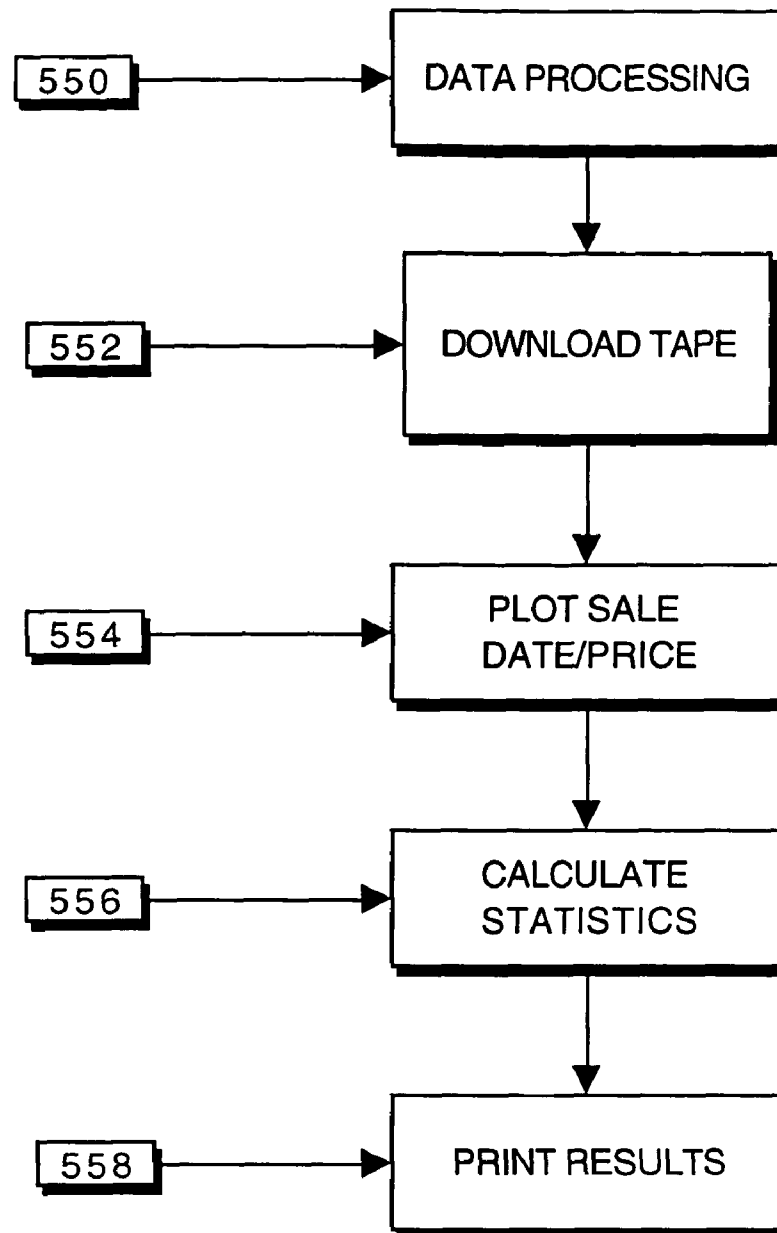 550
DATA PROCESSING
552
DOWNLOAD TAPE
554
PLOT SALE
DATE/PRICE
556
CALCULATE
STATISTICS
558
PRINT RESULTS